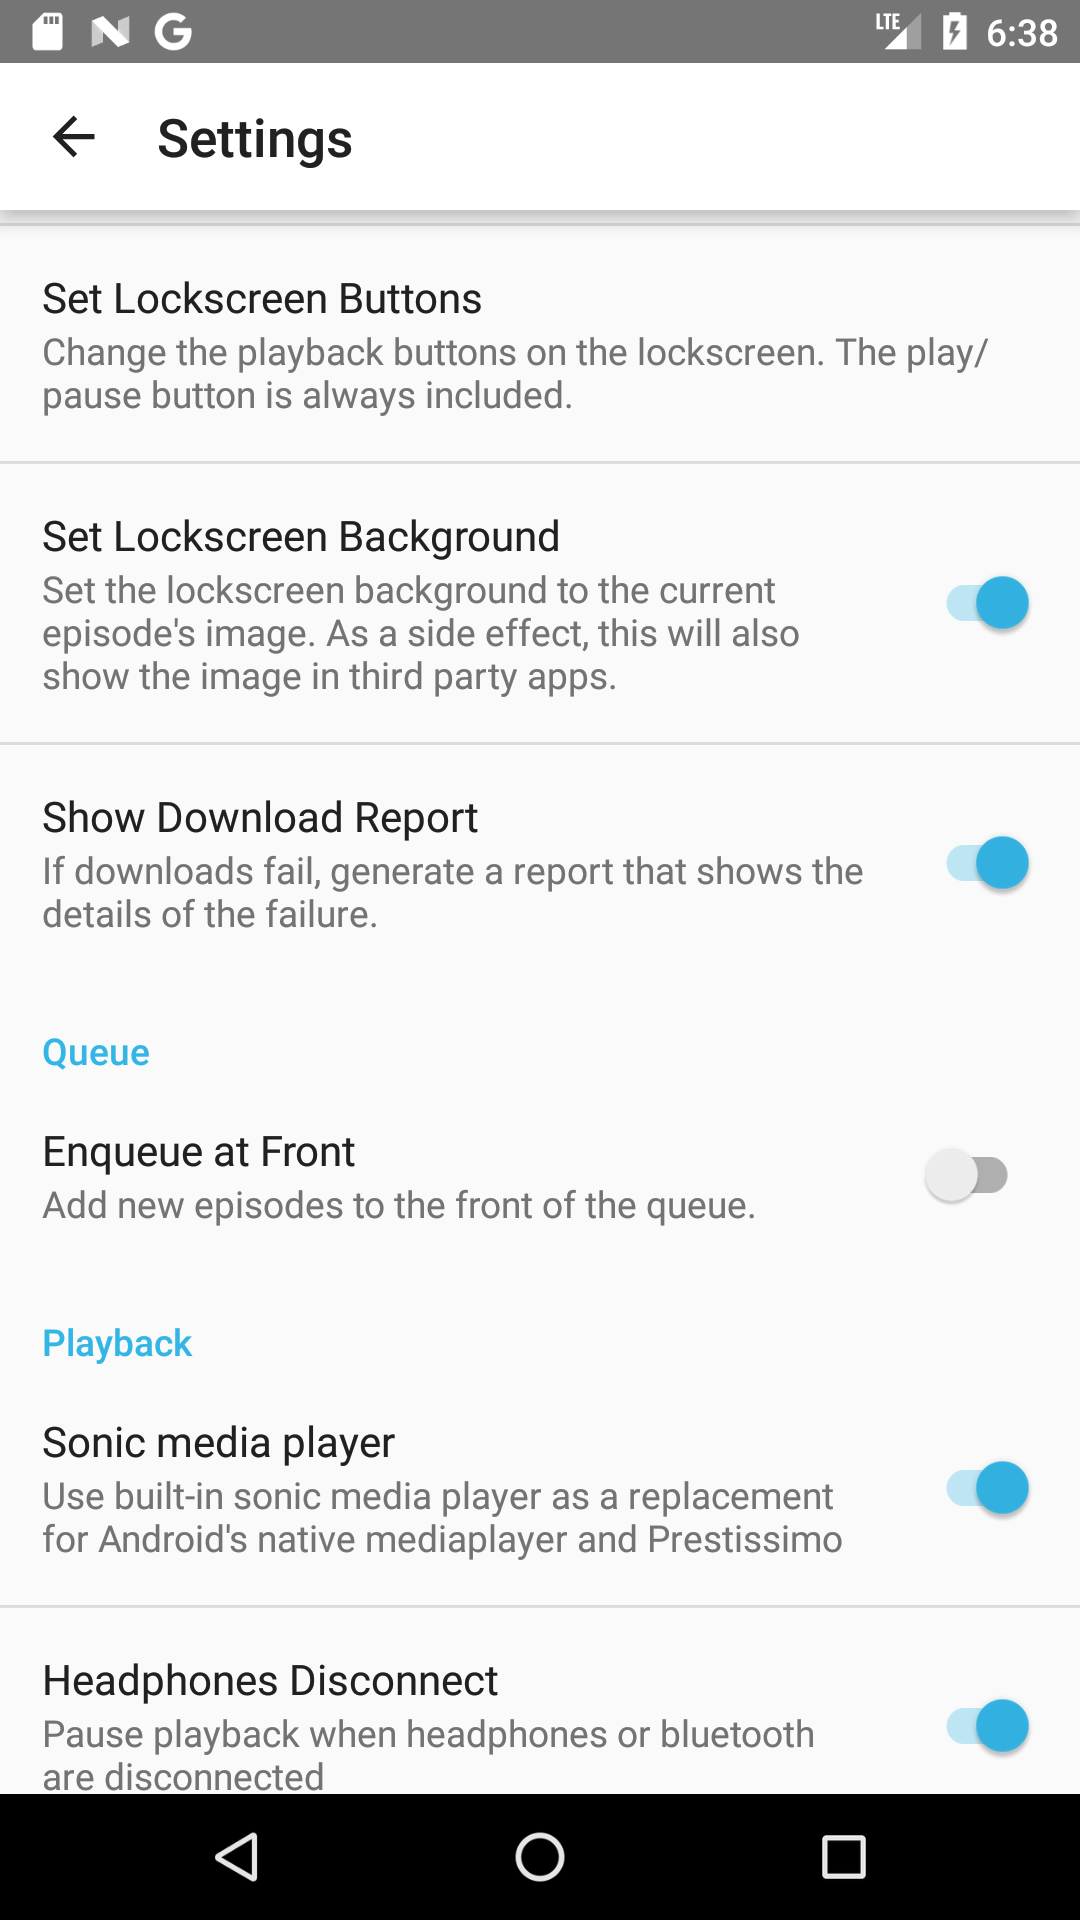 LTE 6:38
Settings
Set Lockscreen Buttons
Change the playback buttons on the lockscreen. The play/
pause button is always included.
Set Lockscreen Background
Set the lockscreen background to the current
episode's image. As a side effect, this will also
show the image in third party apps.
Show Download Report
If downloads fail, generate a report that shows the
details of the failure.
Queue
Enqueue at Front
Add new episodes to the front of the queue.
Playback
Sonic media player
Use built-in sonic media player as a replacement
for Android's native mediaplayer and Prestissimo
Headphones Disconnect
Pause playback when headphones or bluetooth
are disconnected